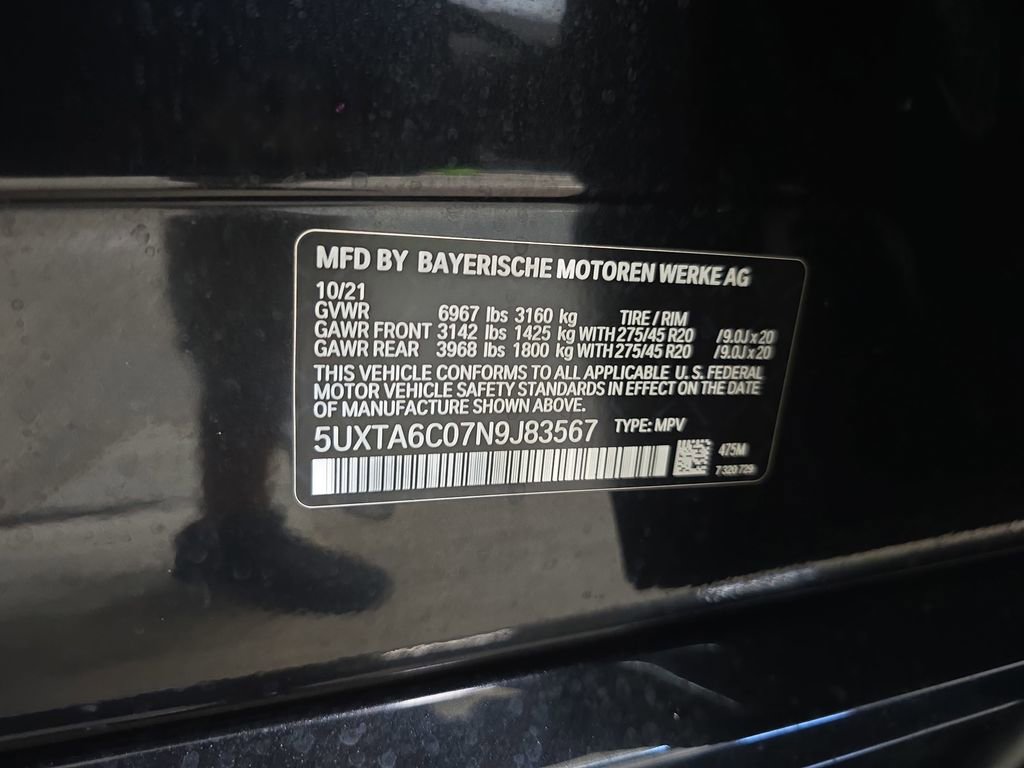 MFD BY BAYERISCHE MOTOREN WERKE AG
10/21
GVWR 6967 lbs 3160 kg TIRE / RIM
GAWR FRONT 3142 lbs 1425 kg WITH 275/45 R20 /9.0J x 20
GAWR REAR 3968 lbs 1800 kg WITH 275/45 R20 /9.0J x 20
THIS VEHICLE CONFORMS TO ALL APPLICABLE U. S. FEDERAL
MOTOR VEHICLE SAFETY STANDARDS IN EFFECT ON THE DATE
OF MANUFACTURE SHOWN ABOVE.
5UXTA6C07N9J83567 TYPE: MPV
475M
7 320 729